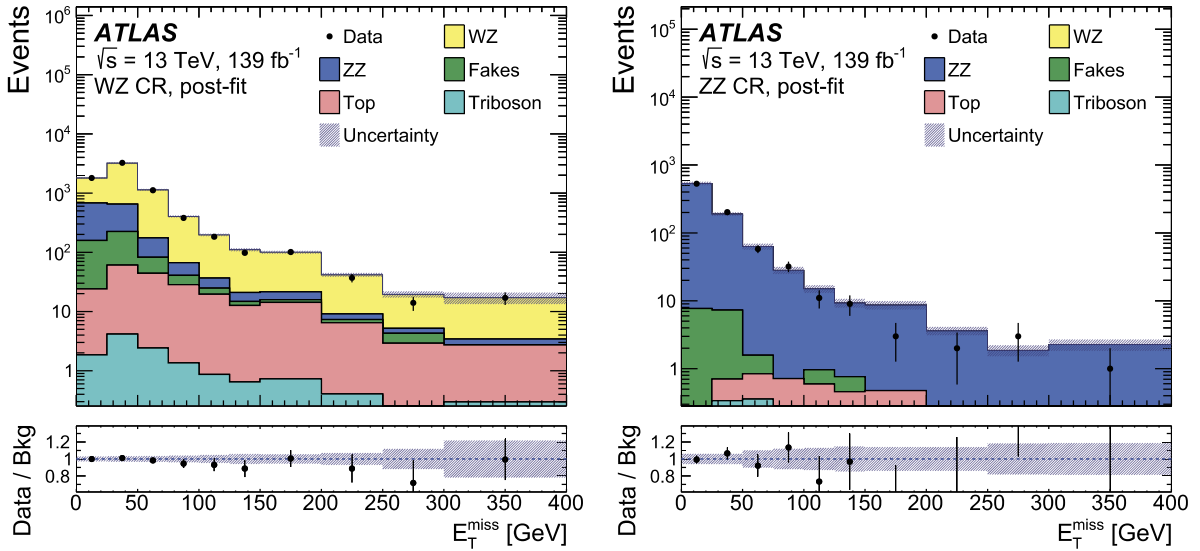 Events
10⁶
10⁵
10⁴
10³
10²
10
1
ATLAS
√s = 13 TeV, 139 fb⁻¹
WZ CR, post-fit
Data
WZ
ZZ
Fakes
Top
Triboson
Uncertainty
Data / Bkg
1.2
1
0.8
0 50 100 150 200 250 300 350 400
E_T^miss [GeV]
Events
10⁵
10⁴
10³
10²
10
1
ATLAS
√s = 13 TeV, 139 fb⁻¹
ZZ CR, post-fit
Data
WZ
ZZ
Fakes
Top
Triboson
Uncertainty
Data / Bkg
1.2
1
0.8
0 50 100 150 200 250 300 350 400
E_T^miss [GeV]